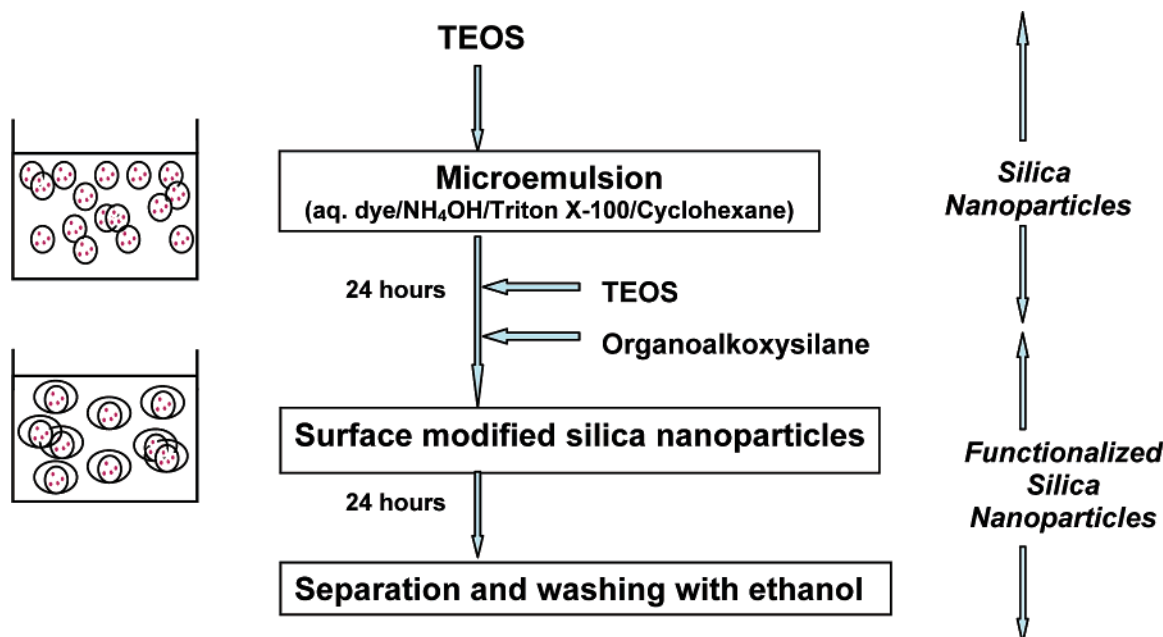 TEOS
Microemulsion
(aq. dye/NH₄OH/Triton X-100/Cyclohexane)
24 hours
TEOS
Organoalkoxysilane
Surface modified silica nanoparticles
24 hours
Separation and washing with ethanol
Silica
Nanoparticles
Functionalized
Silica
Nanoparticles